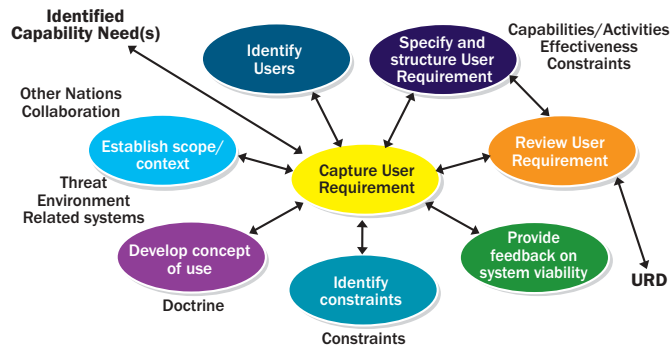 Identified
Capability Need(s)
Identify
Users
Specify and
structure User
Requirement
Capabilities/Activities
Effectiveness
Constraints
Other Nations
Collaboration
Establish scope/
context
Capture User
Requirement
Review User
Requirement
Threat
Environment
Related systems
Develop concept
of use
Doctrine
Identify
constraints
Constraints
Provide
feedback on
system viability
URD